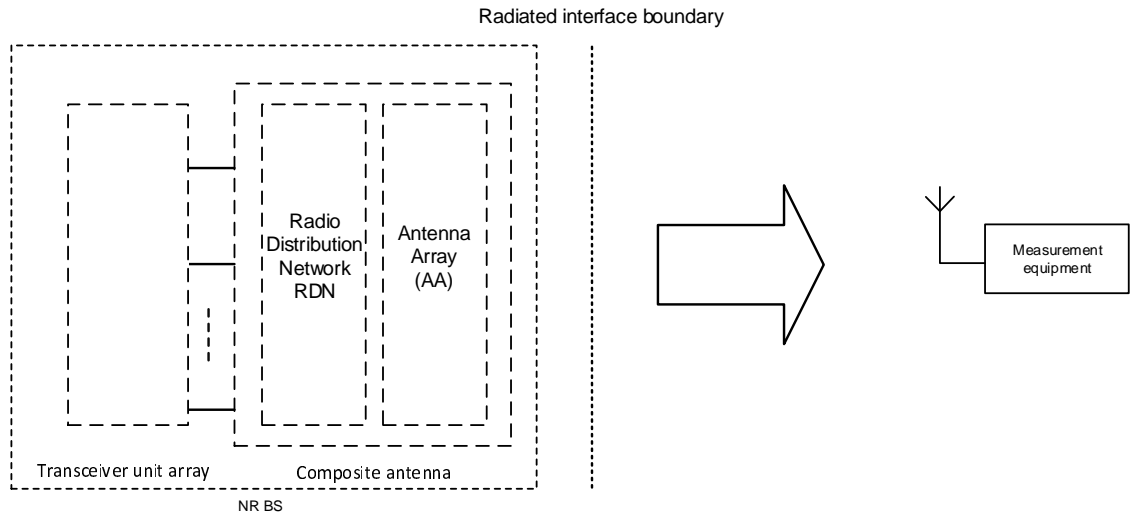 Radiated interface boundary
Radio
Distribution
Network
RDN
Antenna
Array
(AA)
Measurement
equipment
Transceiver unit array
Composite antenna
NR BS